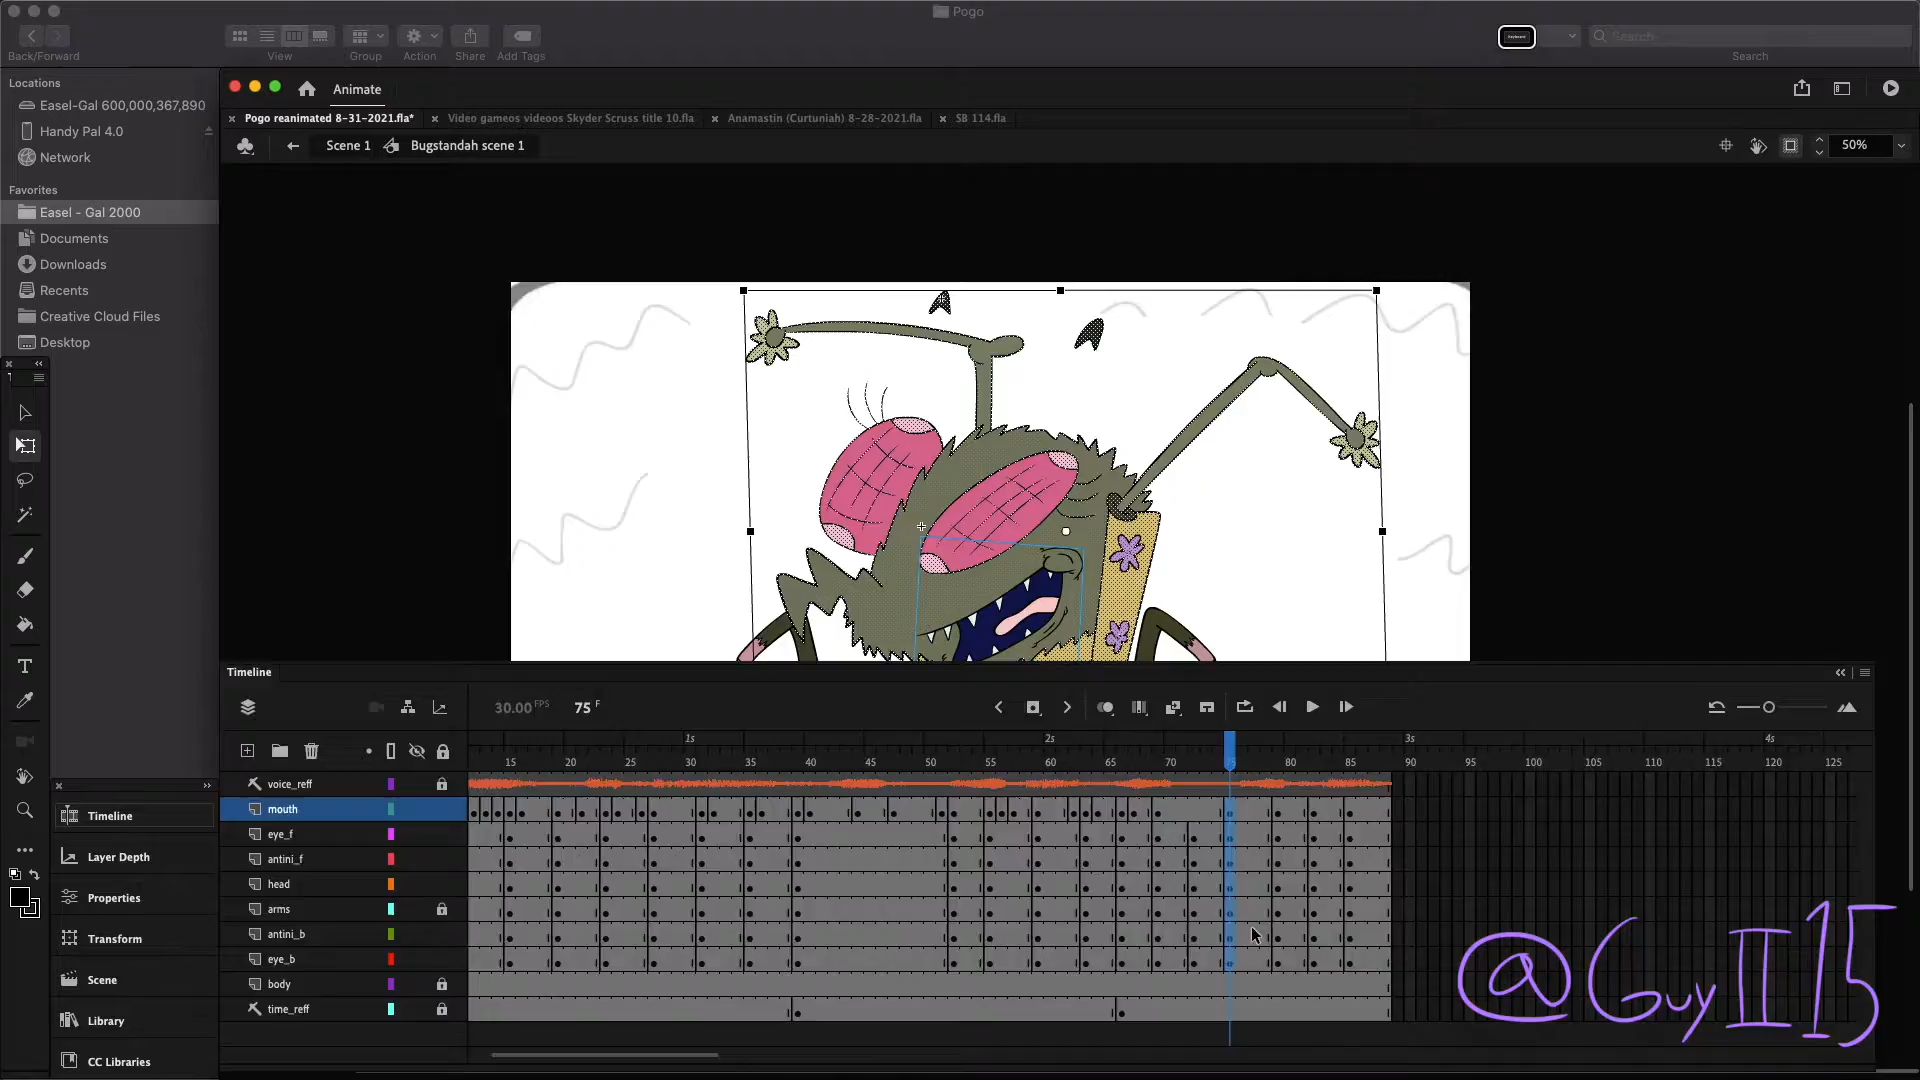 Pogo
Back/Forward
View
Group
Action
Share
Add Tags
Search
Search
Locations
Easel-Gal 600,000,367,890
Handy Pal 4.0
Network
Favorites
Easel - Gal 2000
Documents
Downloads
Recents
Creative Cloud Files
Desktop
Animate
Pogo reanimated 8-31-2021.fla*
Video gameos videoos Skyder Scruss title 10.fla
Anamastin (Curtuniah) 8-28-2021.fla
SB 114.fla
Scene 1
Bugstandah scene 1
50%
Timeline
30.00 FPS
75 F
1s 2s 3s 4s
15 20 25 30 35 40 45 50 55 60 65 70 75 80 85 90 95 100 105 110 115 120 125
voice_reff
mouth
eye_f
antini_f
head
arms
antini_b
eye_b
body
time_reff
Timeline
Layer Depth
Properties
Transform
Scene
Library
CC Libraries
@GuyII15